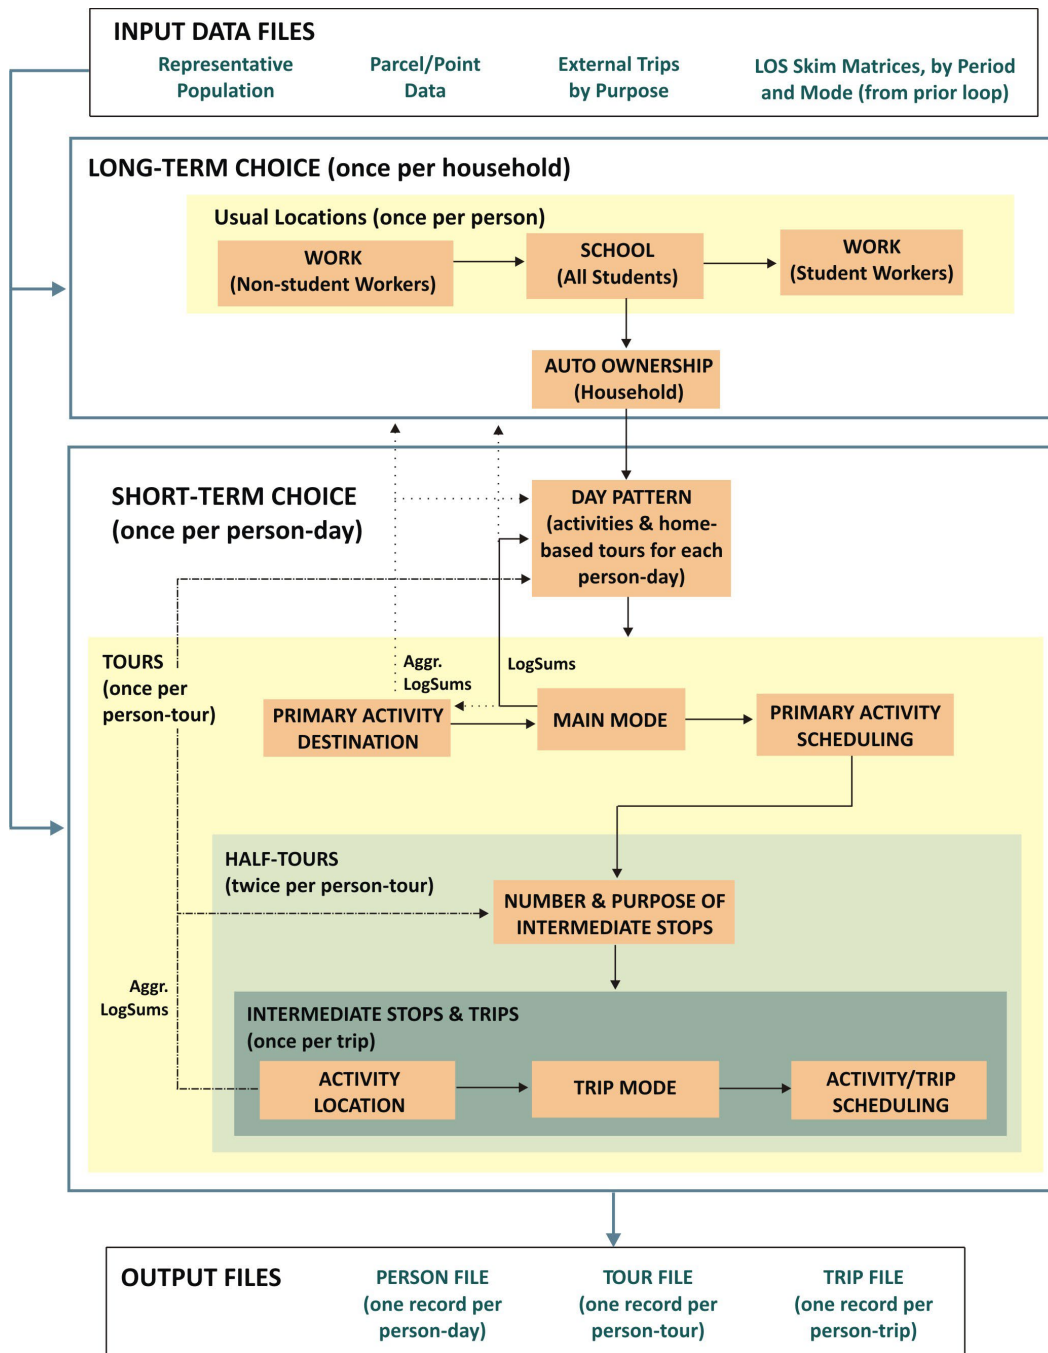 INPUT DATA FILES
Representative
Population
Parcel/Point
Data
External Trips
by Purpose
LOS Skim Matrices, by Period
and Mode (from prior loop)
LONG-TERM CHOICE (once per household)
Usual Locations (once per person)
WORK
(Non-student Workers)
SCHOOL
(All Students)
WORK
(Student Workers)
AUTO OWNERSHIP
(Household)
SHORT-TERM CHOICE
(once per person-day)
DAY PATTERN
(activities & home-
based tours for each
person-day)
TOURS
(once per
person-tour)
Aggr.
LogSums
LogSums
PRIMARY ACTIVITY
DESTINATION
MAIN MODE
PRIMARY ACTIVITY
SCHEDULING
HALF-TOURS
(twice per person-tour)
NUMBER & PURPOSE OF
INTERMEDIATE STOPS
Aggr.
LogSums
INTERMEDIATE STOPS & TRIPS
(once per trip)
ACTIVITY
LOCATION
TRIP MODE
ACTIVITY/TRIP
SCHEDULING
OUTPUT FILES
PERSON FILE
(one record per
person-day)
TOUR FILE
(one record per
person-tour)
TRIP FILE
(one record per
person-trip)